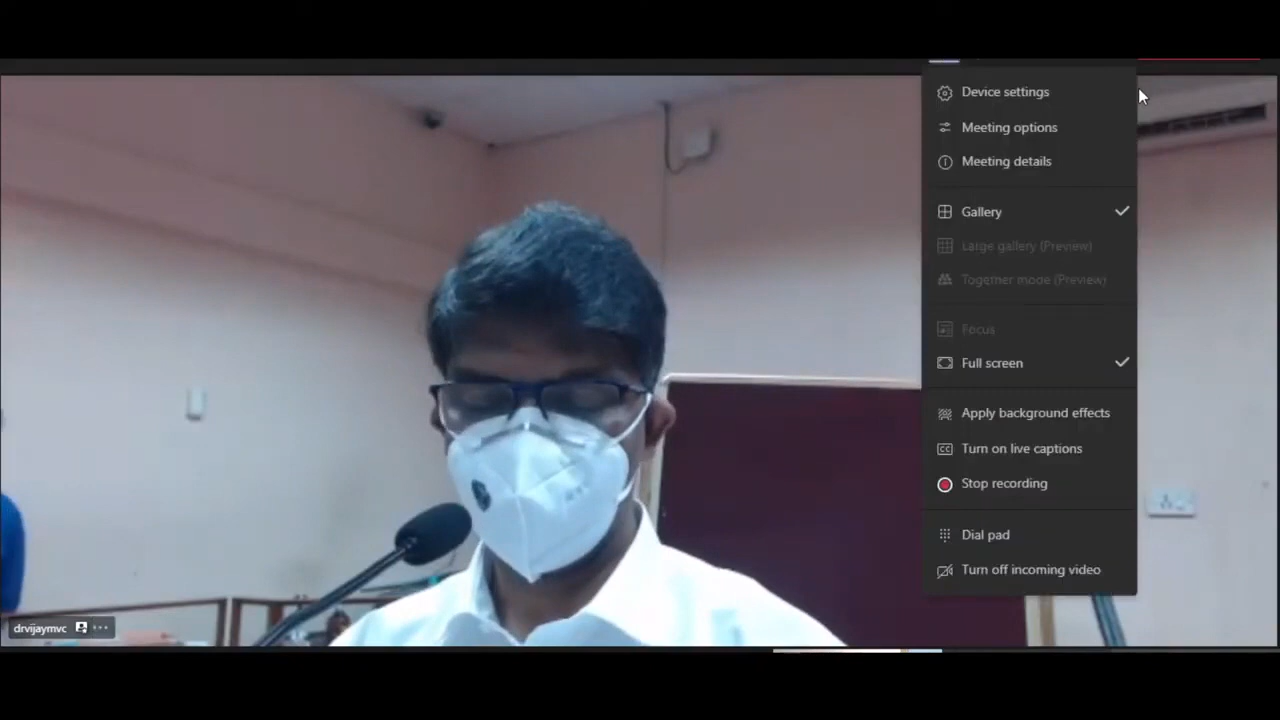 Device settings
Meeting options
Meeting details
Gallery
Large gallery (Preview)
Together mode (Preview)
Focus
Full screen
Apply background effects
CC Turn on live captions
Stop recording
Dial pad
Turn off incoming video
drvijaymvc